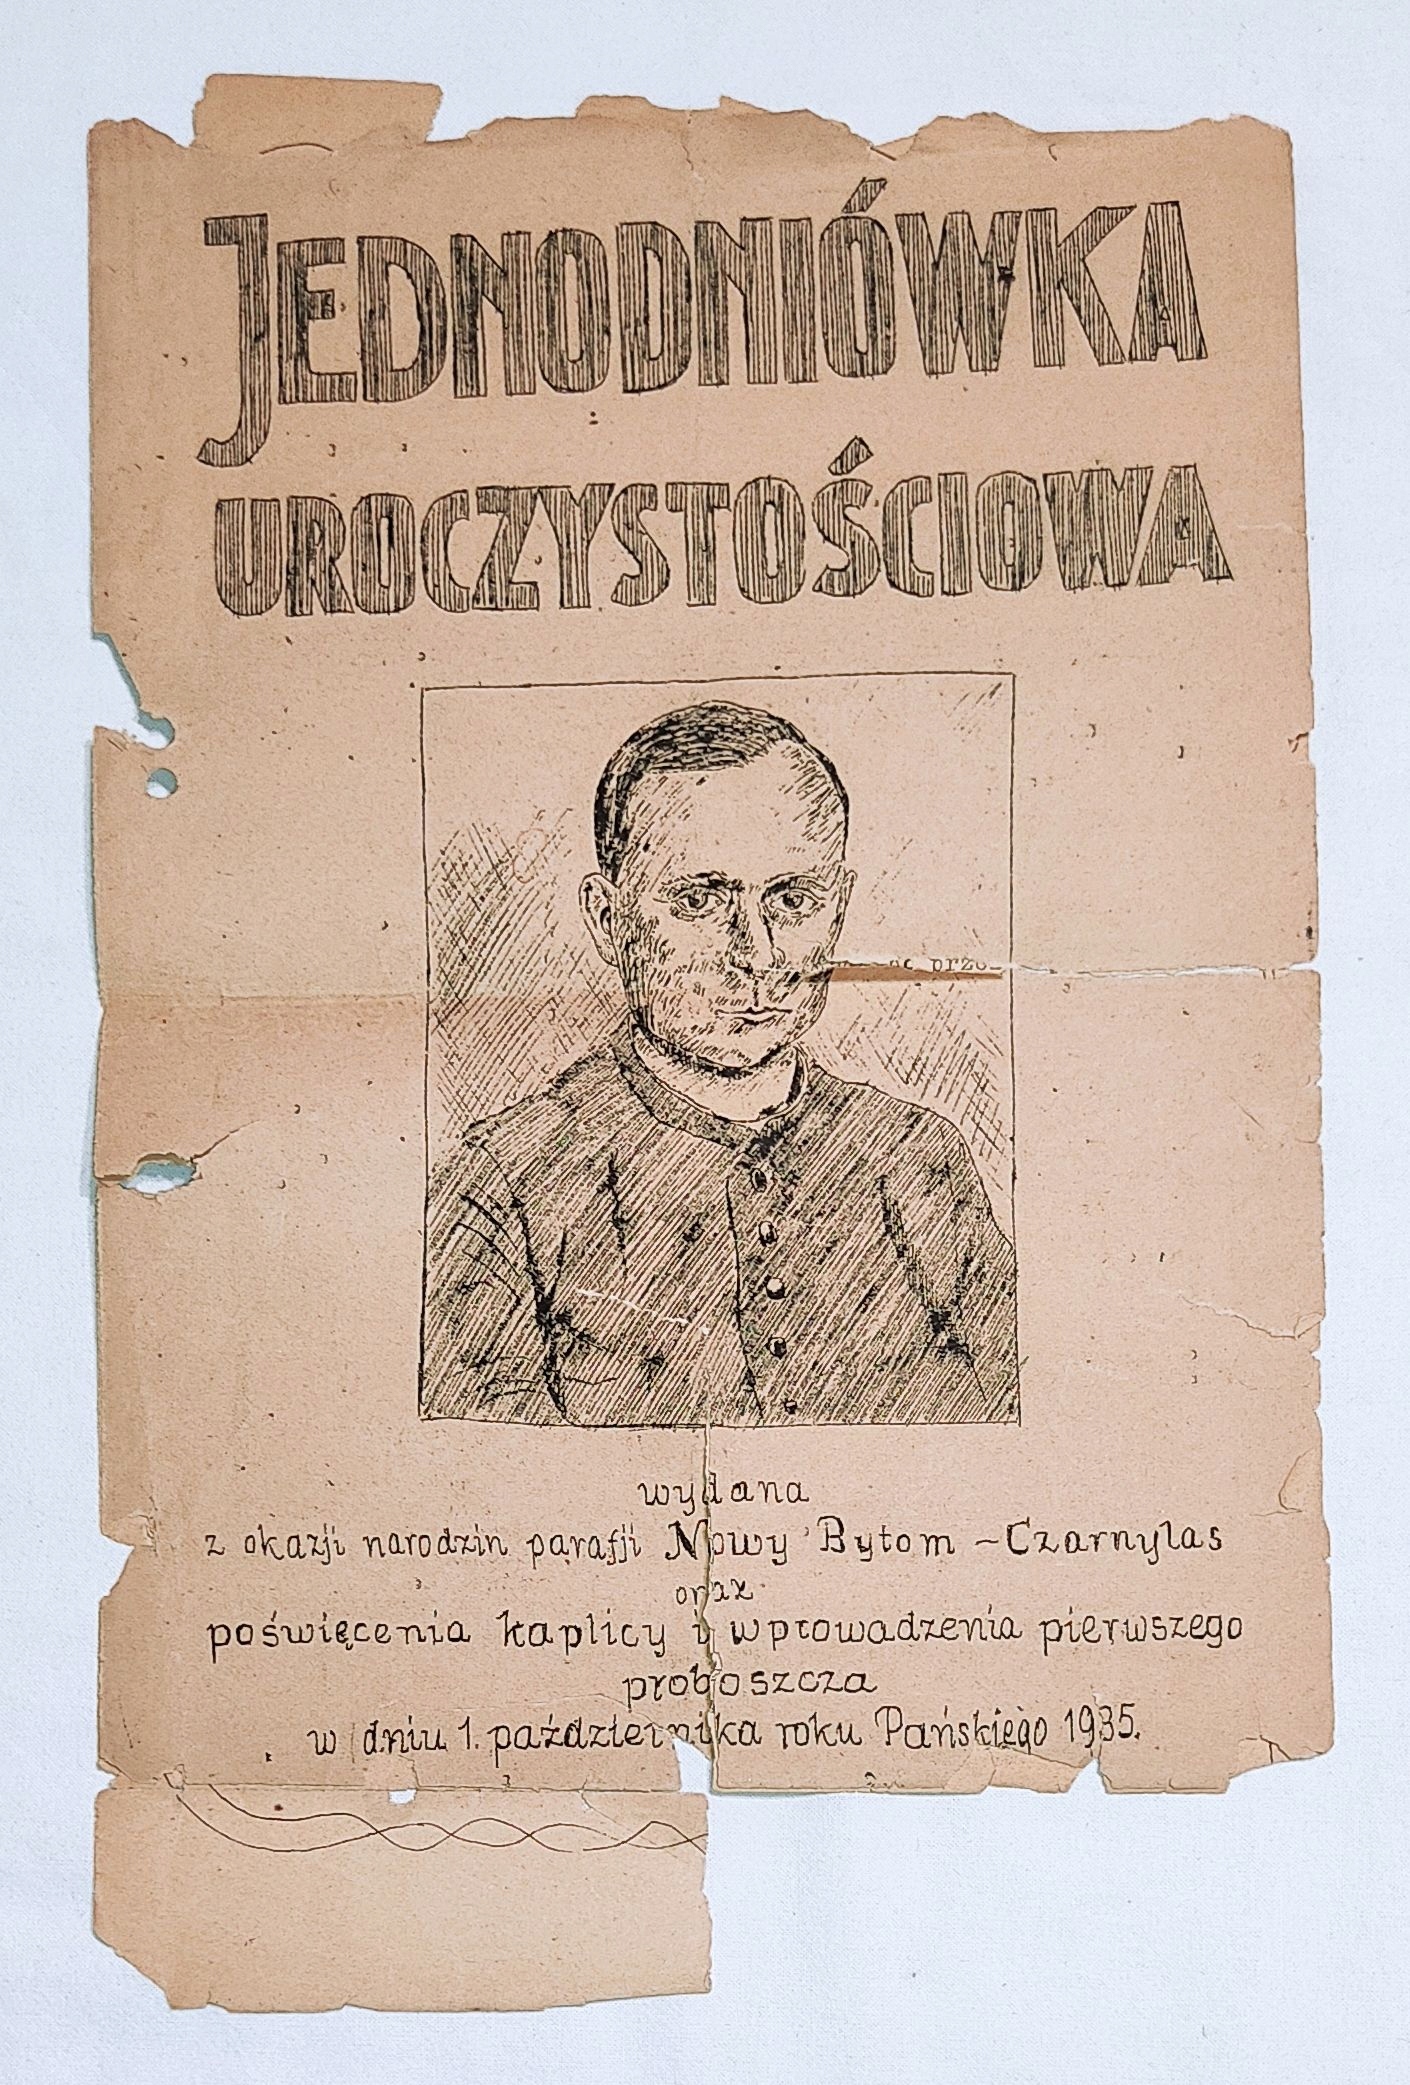 JEDNODNIÓWKA
UROCZYSTOŚCIOWA
przo
wydana
z okazji narodzin parafji Nowy Bytom - Czarnylas
oraz
poświęcenia kaplicy i wprowadzenia pierwszego
proboszcza
w dniu 1. października roku Pańskiego 1935.